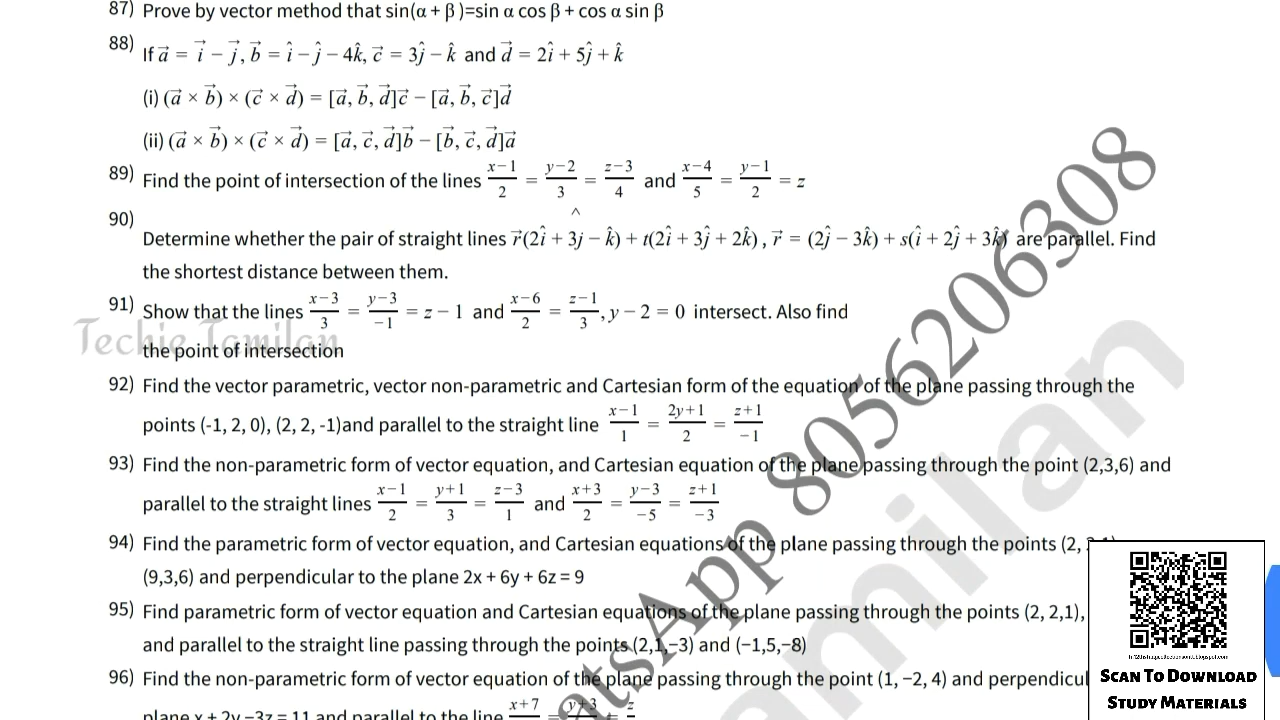 87) Prove by vector method that sin(α + β )=sin α cos β + cos α sin β
88) If a⃗ = i⃗ − j⃗, b⃗ = î − ĵ − 4k̂, c⃗ = 3ĵ − k̂ and d⃗ = 2î + 5ĵ + k̂
(i) (a⃗ × b⃗) × (c⃗ × d⃗) = [a⃗, b⃗, d⃗]c⃗ − [a⃗, b⃗, c⃗]d⃗
(ii) (a⃗ × b⃗) × (c⃗ × d⃗) = [a⃗, c⃗, d⃗]b⃗ − [b⃗, c⃗, d⃗]a⃗
89) Find the point of intersection of the lines x−1/2 = y−2/3 = z−3/4 and x−4/5 = y−1/2 = z
90) Determine whether the pair of straight lines r⃗(2î + 3ĵ − k̂) + t(2î + 3ĵ + 2k̂) , r⃗ = (2ĵ − 3k̂) + s(î + 2ĵ + 3k̂) are parallel. Find
the shortest distance between them.
91) Show that the lines x−3/3 = y−3/−1 = z − 1 and x−6/2 = z−1/3, y − 2 = 0 intersect. Also find
the point of intersection
Techie Tamilan
92) Find the vector parametric, vector non-parametric and Cartesian form of the equation of the plane passing through the
points (-1, 2, 0), (2, 2, -1)and parallel to the straight line x−1/1 = 2y+1/2 = z+1/−1
93) Find the non-parametric form of vector equation, and Cartesian equation of the plane passing through the point (2,3,6) and
parallel to the straight lines x−1/2 = y+1/3 = z−3/1 and x+3/2 = y−3/−5 = z+1/−3
94) Find the parametric form of vector equation, and Cartesian equations of the plane passing through the points (2,
(9,3,6) and perpendicular to the plane 2x + 6y + 6z = 9
95) Find parametric form of vector equation and Cartesian equations of the plane passing through the points (2, 2,1),
and parallel to the straight line passing through the points (2,1,−3) and (−1,5,−8)
96) Find the non-parametric form of vector equation of the plane passing through the point (1, −2, 4) and perpendicul
plane x + 2y −3z = 11 and parallel to the line x+7 = y+3 = z
atsApp 8056206308
amilan
SCAN TO DOWNLOAD
STUDY MATERIALS